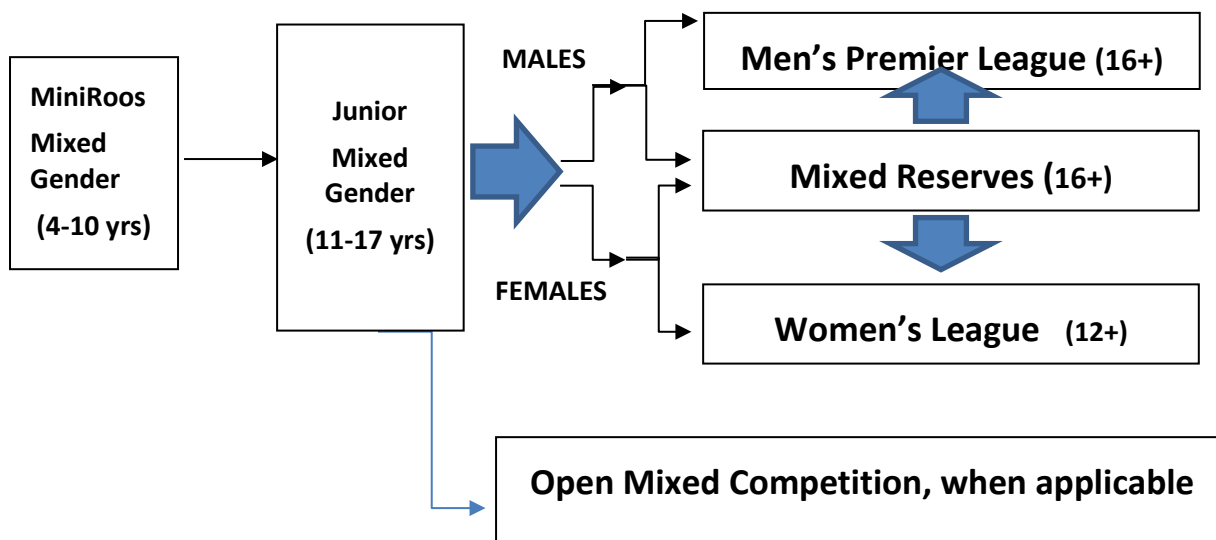 MiniRoos
Mixed
Gender
(4-10 yrs)
Junior
Mixed
Gender
(11-17 yrs)
MALES
FEMALES
Men’s Premier League (16+)
Mixed Reserves (16+)
Women’s League (12+)
Open Mixed Competition, when applicable